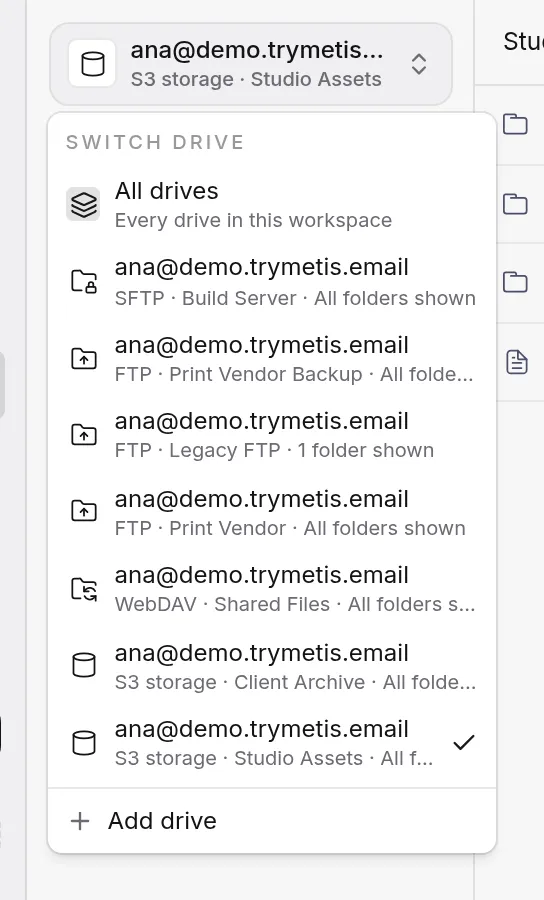 ana@demo.trymetis...
S3 storage · Studio Assets
Stu
SWITCH DRIVE
All drives
Every drive in this workspace
ana@demo.trymetis.email
SFTP · Build Server · All folders shown
ana@demo.trymetis.email
FTP · Print Vendor Backup · All folde...
ana@demo.trymetis.email
FTP · Legacy FTP · 1 folder shown
ana@demo.trymetis.email
FTP · Print Vendor · All folders shown
ana@demo.trymetis.email
WebDAV · Shared Files · All folders s...
ana@demo.trymetis.email
S3 storage · Client Archive · All folde...
ana@demo.trymetis.email
S3 storage · Studio Assets · All f...
Add drive